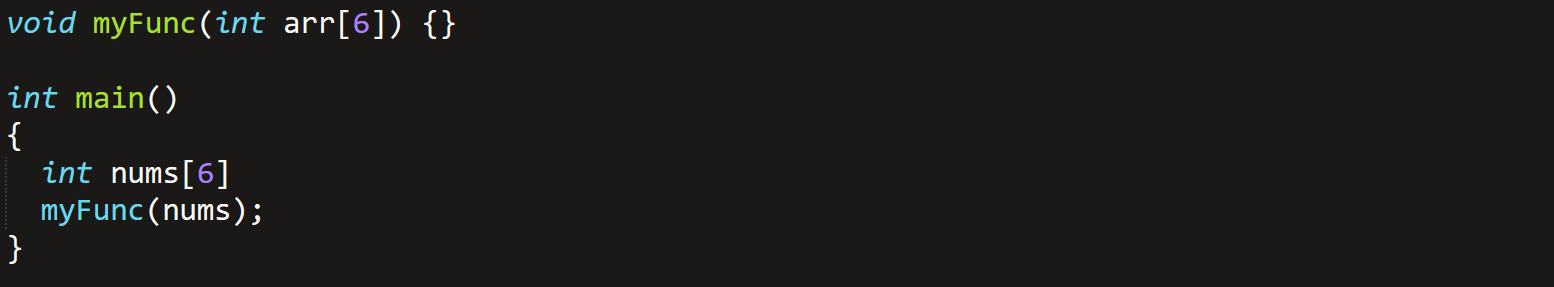 void myFunc(int arr[6]) {}
int main()
{
int nums[6]
myFunc(nums);
}